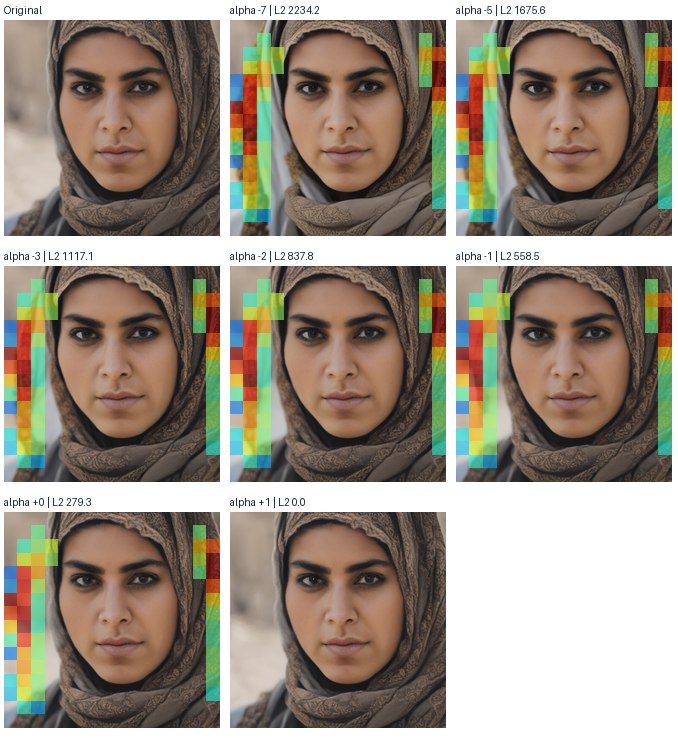 Original
alpha -7 | L2 2234.2
alpha -5 | L2 1675.6
alpha -3 | L2 1117.1
alpha -2 | L2 837.8
alpha -1 | L2 558.5
alpha +0 | L2 279.3
alpha +1 | L2 0.0